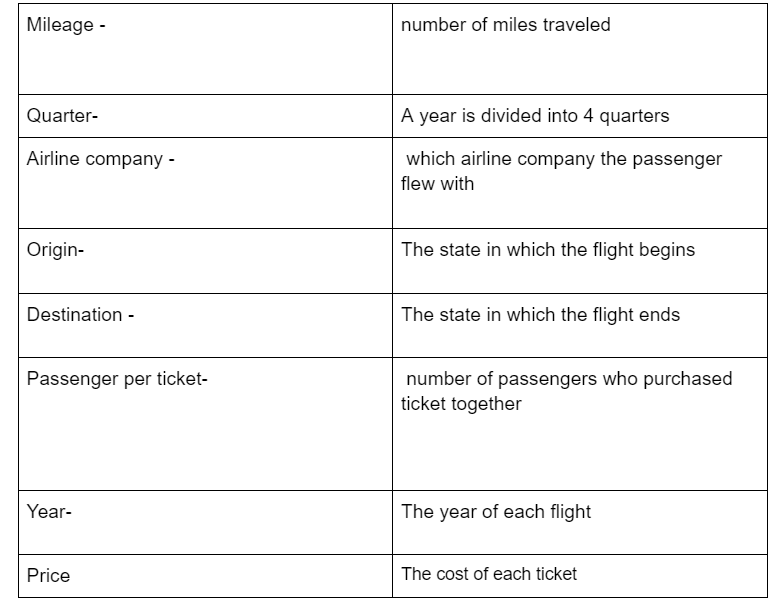 Mileage -
number of miles traveled
Quarter-
A year is divided into 4 quarters
Airline company -
which airline company the passenger
flew with
Origin-
The state in which the flight begins
Destination -
The state in which the flight ends
Passenger per ticket-
number of passengers who purchased
ticket together
Year-
The year of each flight
Price
The cost of each ticket